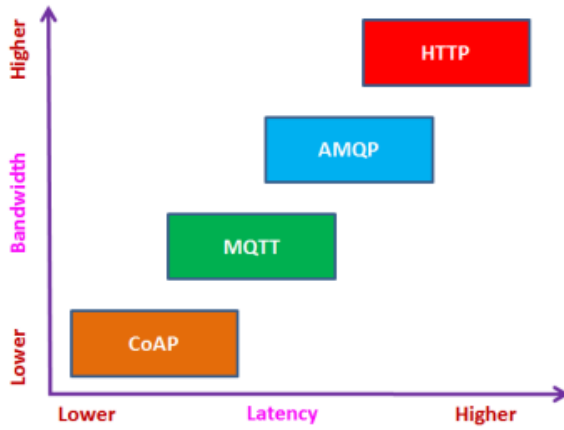 Higher
HTTP
AMQP
Bandwidth
MQTT
CoAP
Lower
Lower Latency Higher